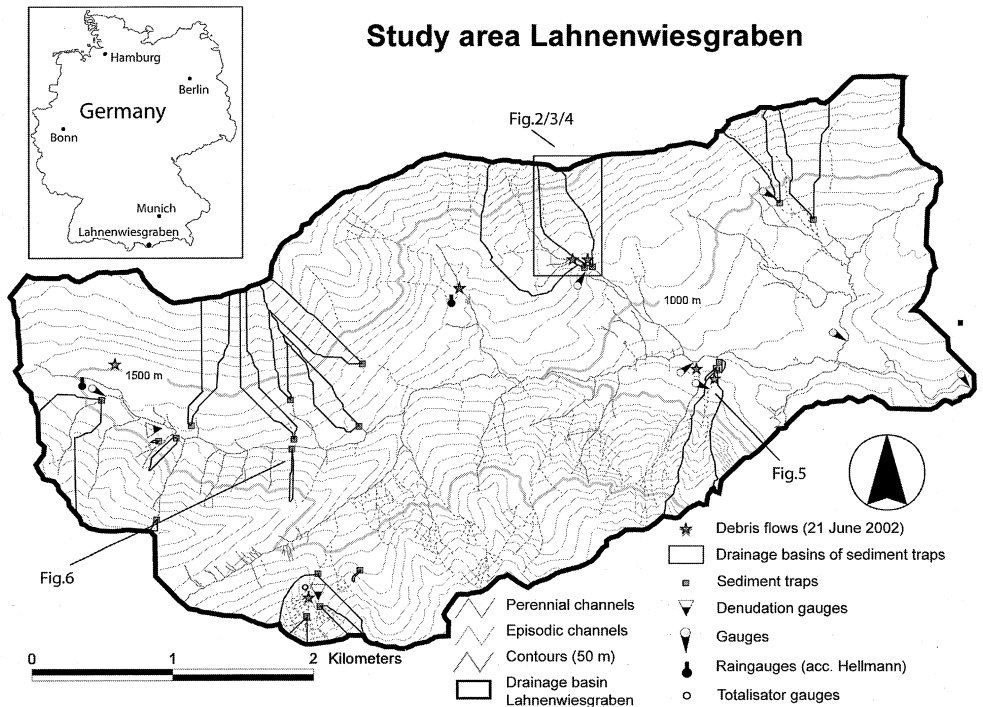 Study area Lahnenwiesgraben
Hamburg
Berlin
Germany
Bonn
Munich
Lahnenwiesgraben
Fig.2/3/4
1000 m
1500 m
Fig.5
Fig.6
Debris flows (21 June 2002)
Drainage basins of sediment traps
Sediment traps
Denudation gauges
Gauges
Raingauges (acc. Hellmann)
Totalisator gauges
Perennial channels
Episodic channels
Contours (50 m)
Drainage basin
Lahnenwiesgraben
0 1 2 Kilometers